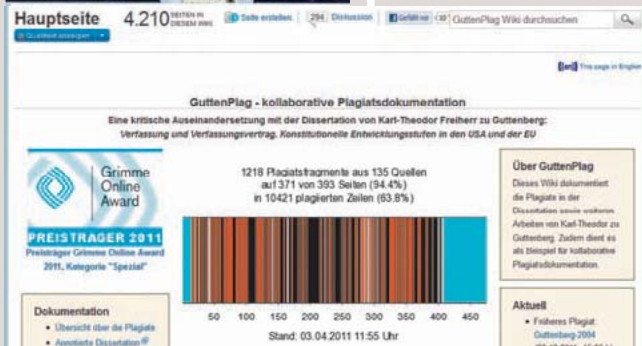 Hauptseite
4.210 SEITEN IN DIESEM WIKI
Seite erstellen
294 Diskussion
Gefällt mir
GuttenPlag Wiki durchsuchen
Quelltext anzeigen
This page in English
GuttenPlag - kollaborative Plagiatsdokumentation
Eine kritische Auseinandersetzung mit der Dissertation von Karl-Theodor Freiherr zu Guttenberg:
Verfassung und Verfassungsvertrag. Konstitutionelle Entwicklungsstufen in den USA und der EU
Grimme
Online
Award
PREISTRÄGER 2011
Preisträger Grimme Online Award
2011, Kategorie "Spezial"
1218 Plagiatsfragmente aus 135 Quellen
auf 371 von 393 Seiten (94.4%)
in 10421 plagiierten Zeilen (63.8%)
50 100 150 200 250 300 350 400 450
Stand: 03.04.2011 11:55 Uhr
Über GuttenPlag
Dieses Wiki dokumentiert
die Plagiate in der
Dissertation sowie weiteren
Arbeiten von Karl-Theodor zu
Guttenberg. Zudem dient es
als Beispiel für kollaborative
Plagiatsdokumentation.
Dokumentation
Übersicht über die Plagiate
Annotierte Dissertation
Aktuell
Früheres Plagiat:
Guttenberg-2004